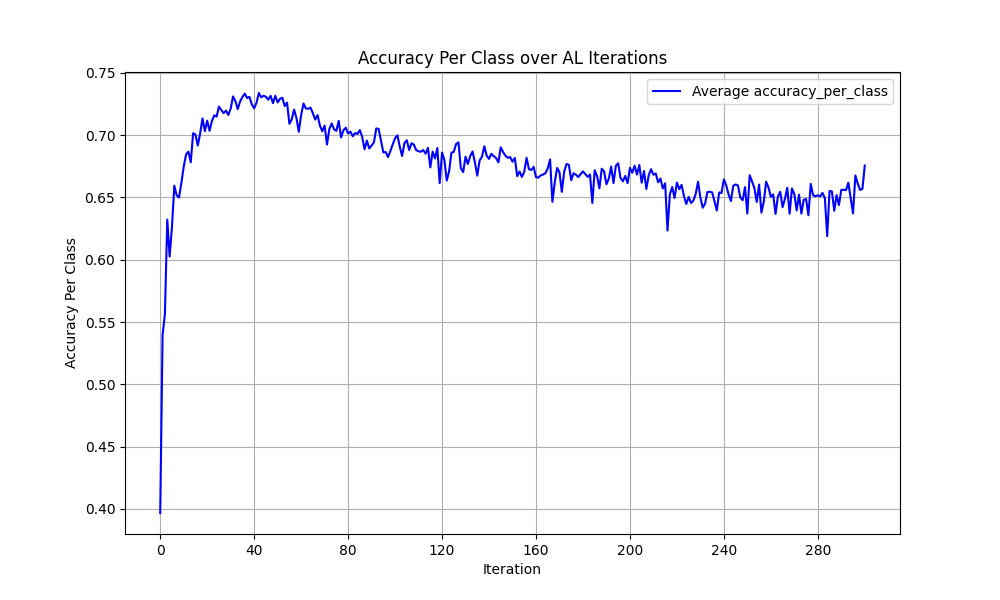 Accuracy Per Class over AL Iterations
Average accuracy_per_class
Accuracy Per Class
0.75
0.70
0.65
0.60
0.55
0.50
0.45
0.40
0 40 80 120 160 200 240 280
Iteration